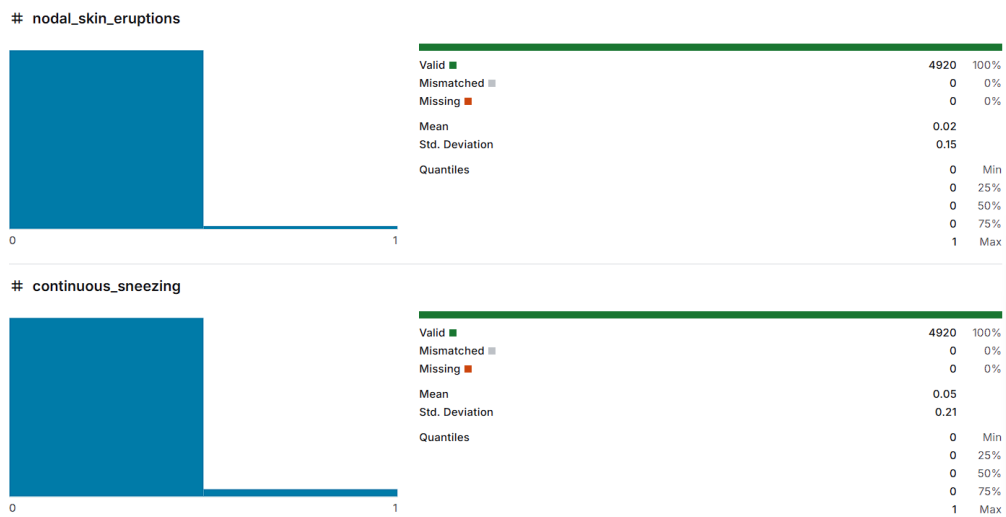 # nodal_skin_eruptions
Valid 4920 100%
Mismatched 0 0%
Missing 0 0%
Mean 0.02
Std. Deviation 0.15
Quantiles 0 Min
0 25%
0 50%
0 75%
1 Max
0 1
# continuous_sneezing
Valid 4920 100%
Mismatched 0 0%
Missing 0 0%
Mean 0.05
Std. Deviation 0.21
Quantiles 0 Min
0 25%
0 50%
0 75%
1 Max
0 1